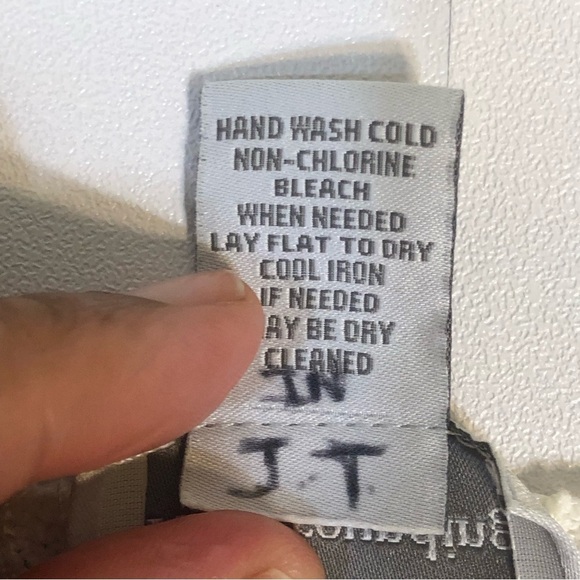 HAND WASH COLD
NON-CHLORINE
BLEACH
WHEN NEEDED
LAY FLAT TO DRY
COOL IRON
IF NEEDED
AY BE DRY
CLEANED
IN
J.T.